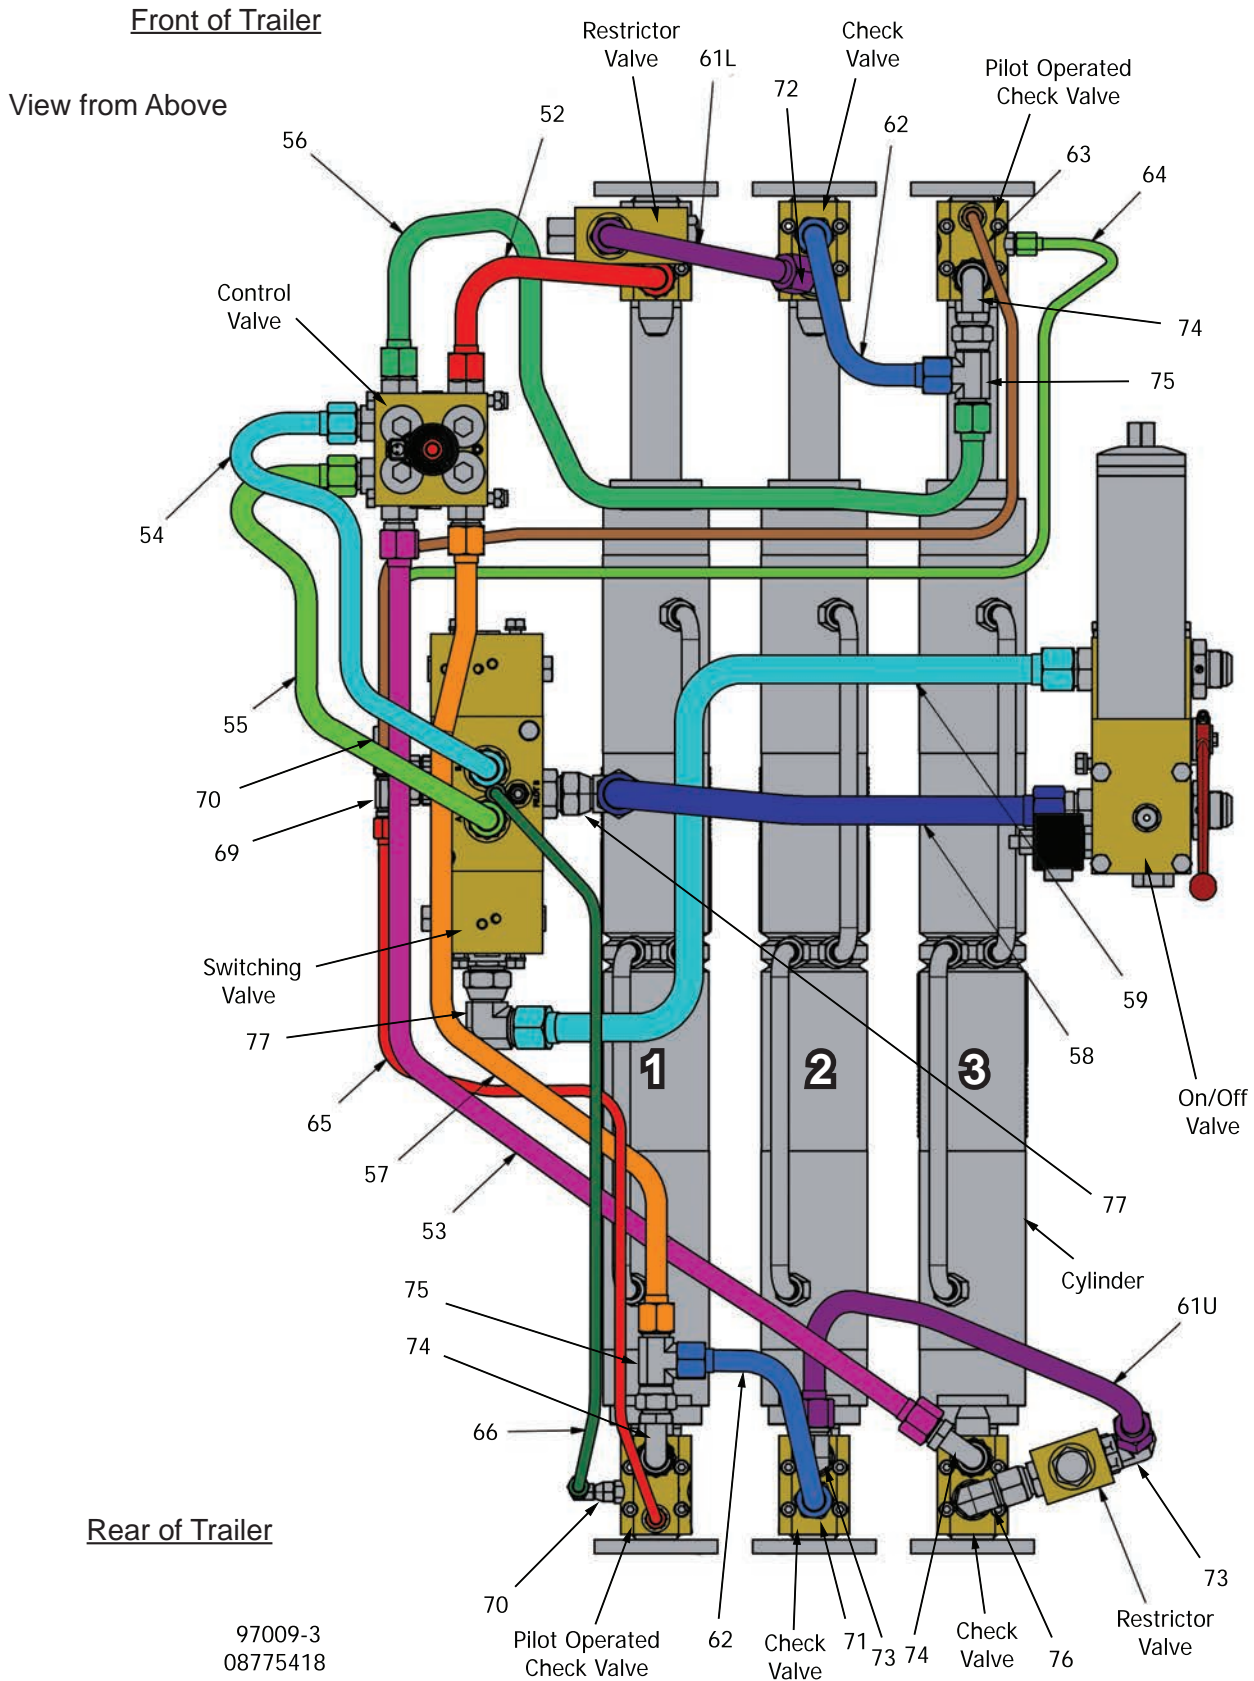 Front of Trailer
View from Above
Restrictor
Valve
61L
Check
Valve
72
Pilot Operated
Check Valve
56
52
62
63
64
Control
Valve
74
75
54
55
70
69
Switching
Valve
77
1
2
3
59
58
On/Off
Valve
65
57
53
77
Cylinder
75
61U
74
66
Rear of Trailer
70
62
71
73
74
76
73
Pilot Operated
Check Valve
Check
Valve
Check
Valve
Restrictor
Valve
97009-3
08775418